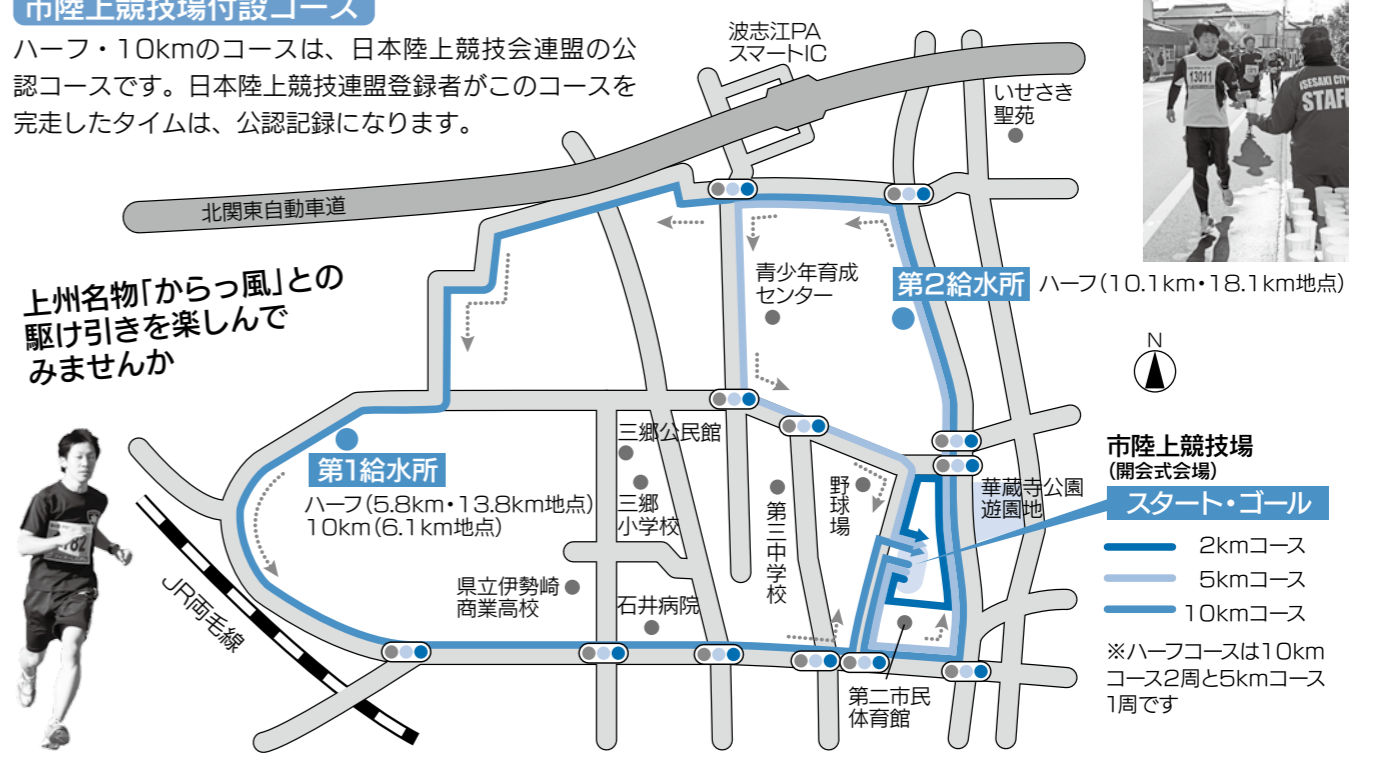 市陸上競技場付設コース
ハーフ・10kmのコースは、日本陸上競技会連盟の公
認コースです。日本陸上競技連盟登録者がこのコースを
完走したタイムは、公認記録になります。
波志江PA
スマートIC
いせさき
聖苑
13011
ISESAKI CITY
STAFF
北関東自動車道
上州名物「からっ風」との
駆け引きを楽しんで
みませんか
青少年育成
センター
第2給水所
ハーフ(10.1km・18.1km地点)
N
三郷公民館
第1給水所
ハーフ(5.8km・13.8km地点)
10km(6.1km地点)
三郷
小学校
第三中学校
野球場
華蔵寺公園
遊園地
市陸上競技場
(開会式会場)
スタート・ゴール
2kmコース
5kmコース
10kmコース
※ハーフコースは10km
コース2周と5kmコース
1周です
県立伊勢崎
商業高校
石井病院
JR両毛線
第二市民
体育館